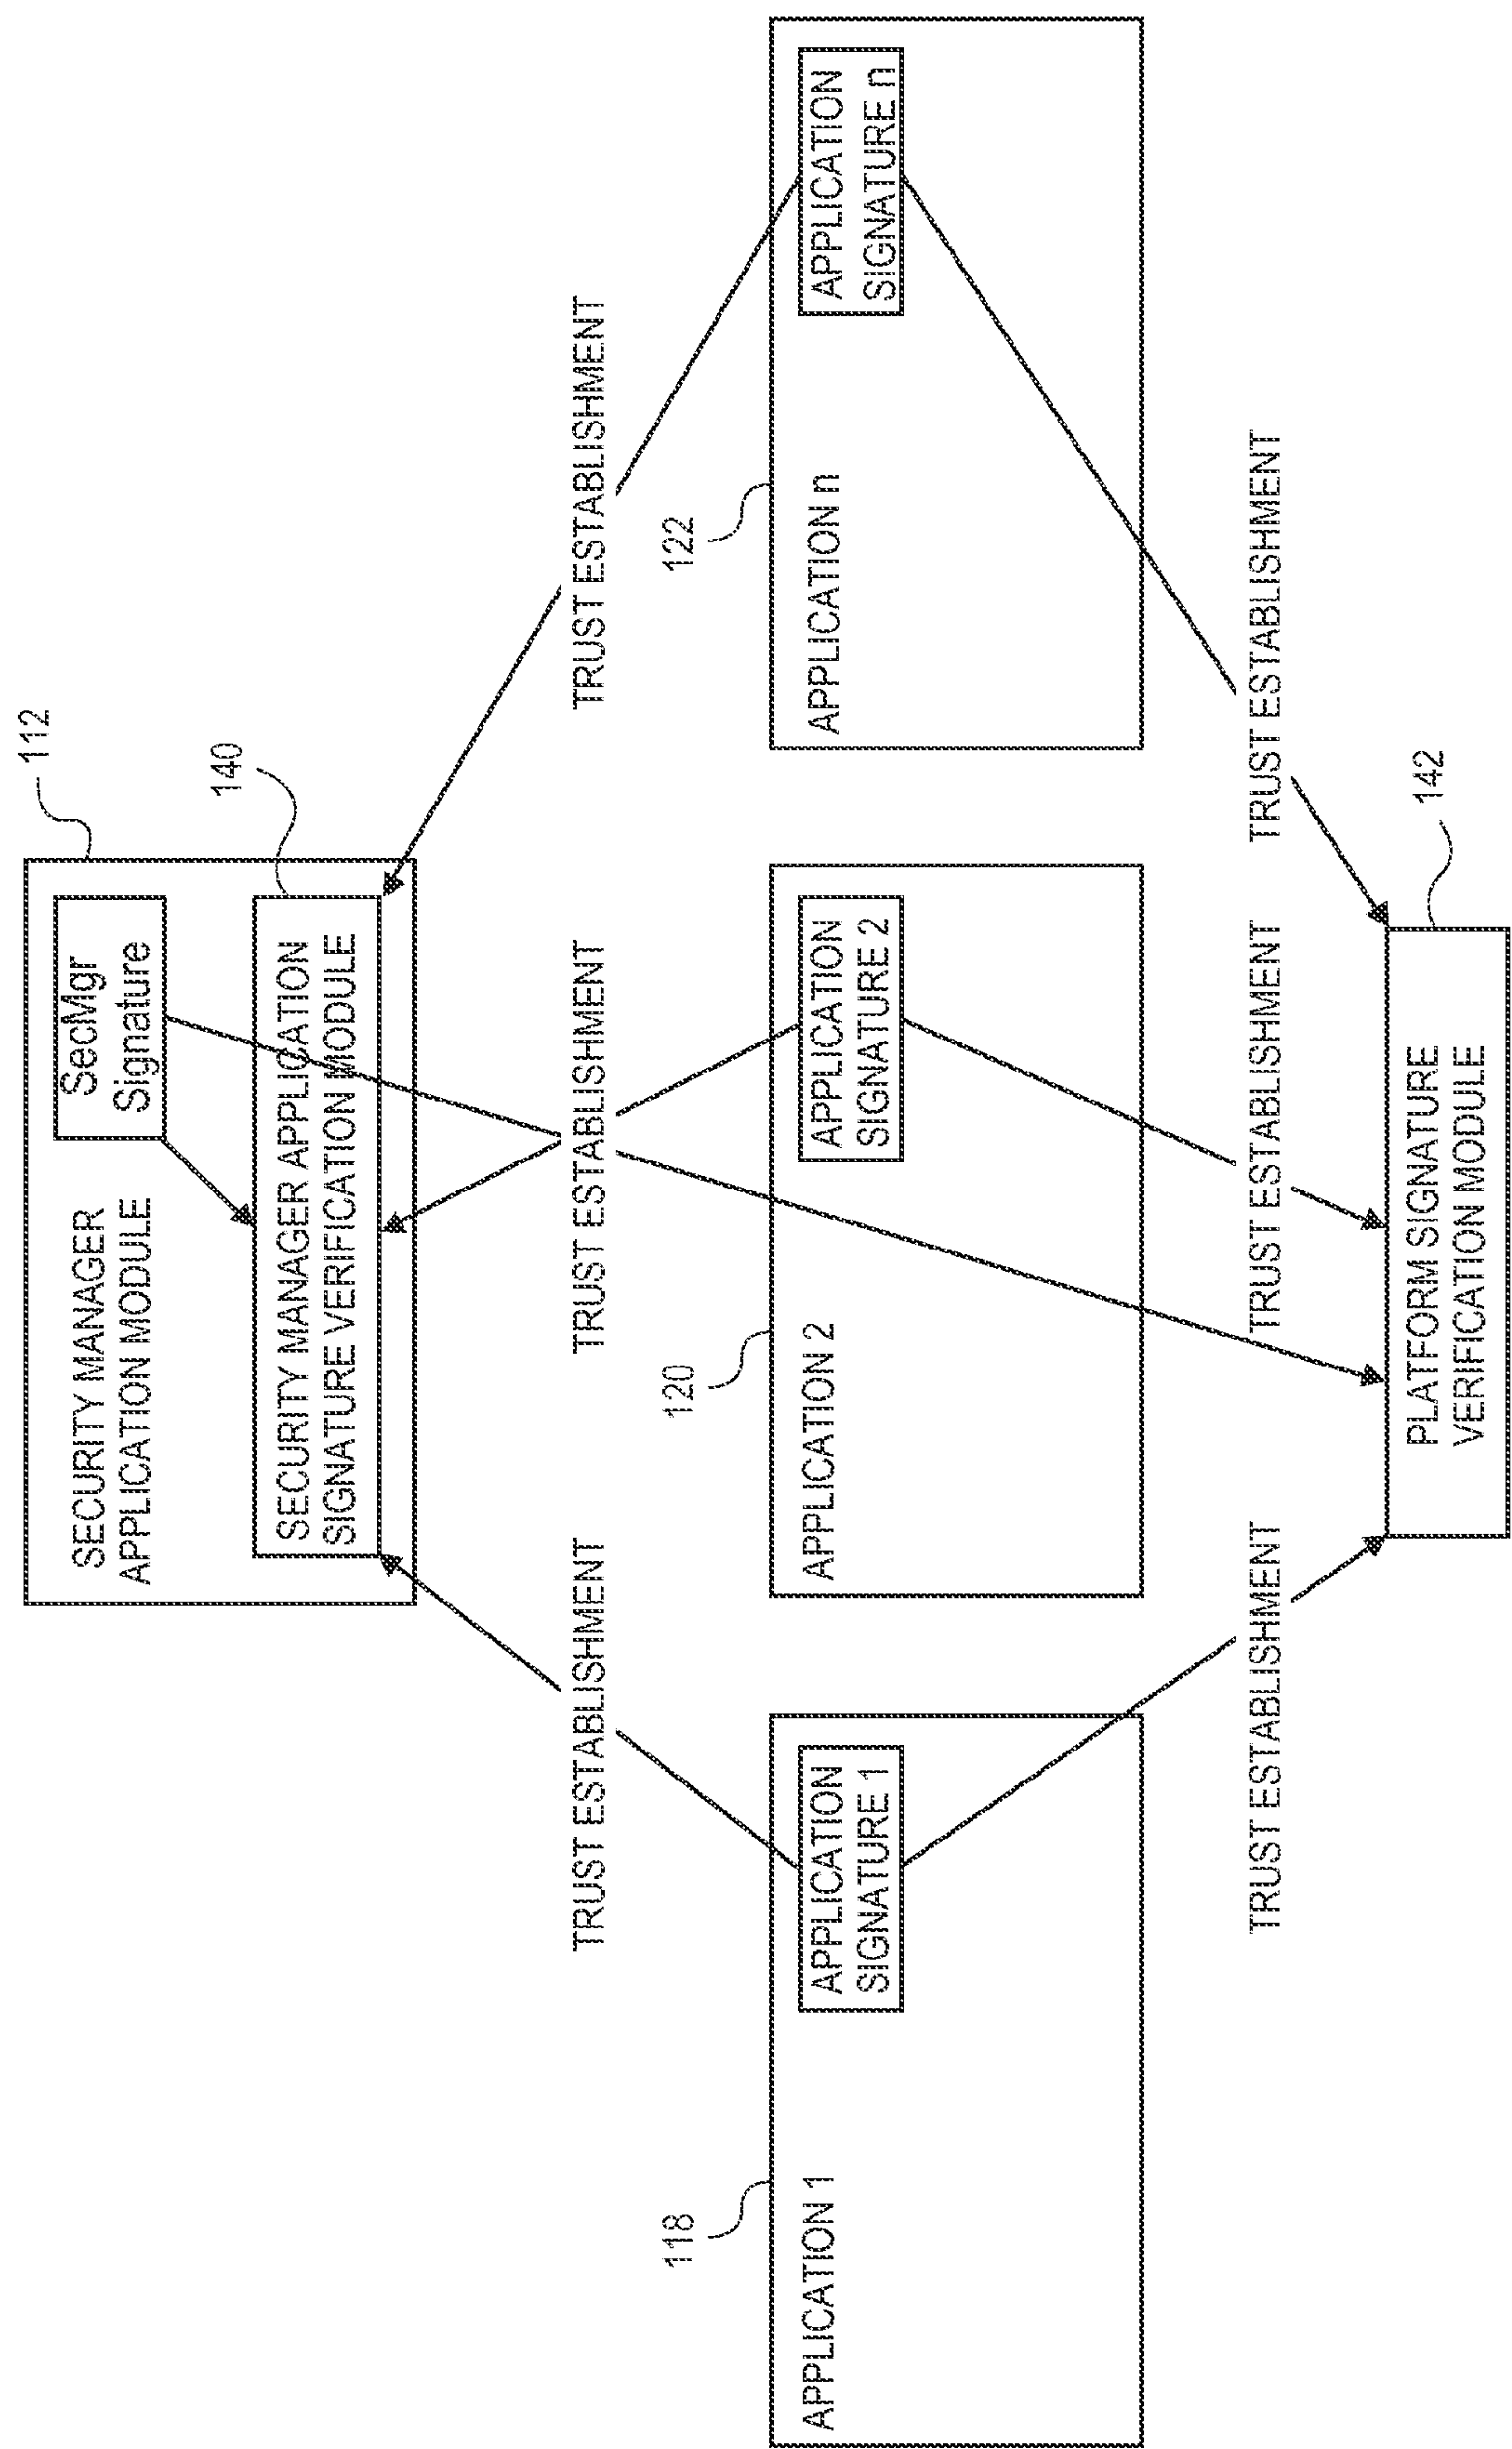 112
SECURITY MANAGER
APPLICATION MODULE
SecMgr
Signature
140
SECURITY MANAGER APPLICATION
SIGNATURE VERIFICATION MODULE
TRUST ESTABLISHMENT
TRUST ESTABLISHMENT
TRUST ESTABLISHMENT
118
APPLICATION 1
APPLICATION
SIGNATURE 1
120
APPLICATION 2
APPLICATION
SIGNATURE 2
122
APPLICATION n
APPLICATION
SIGNATURE n
TRUST ESTABLISHMENT
TRUST ESTABLISHMENT
TRUST ESTABLISHMENT
142
PLATFORM SIGNATURE
VERIFICATION MODULE